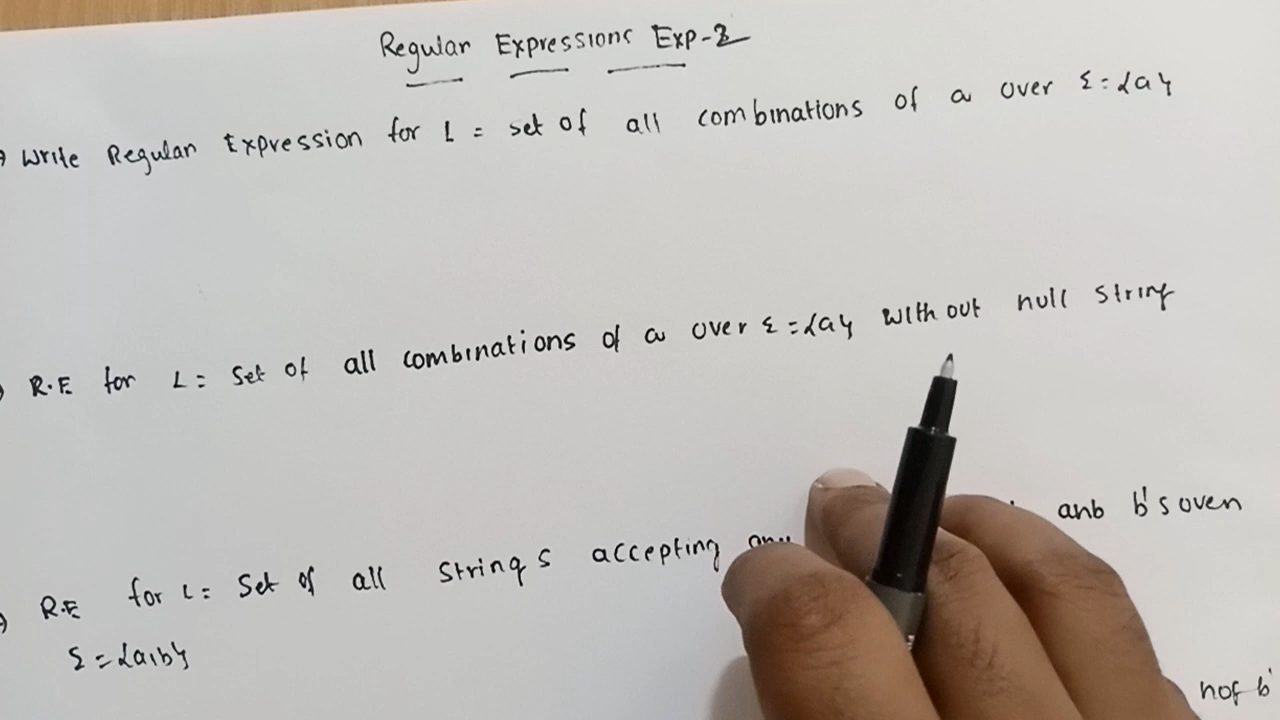 Regular Expressions Exp-2
Write Regular Expression for L = set of all combinations of a over Σ={a}
R.E for L= Set of all combinations of a over Σ={a} with out null string
R.E for L= Set of all strings accepting any anb b's oven
Σ={a,b}
nof b'